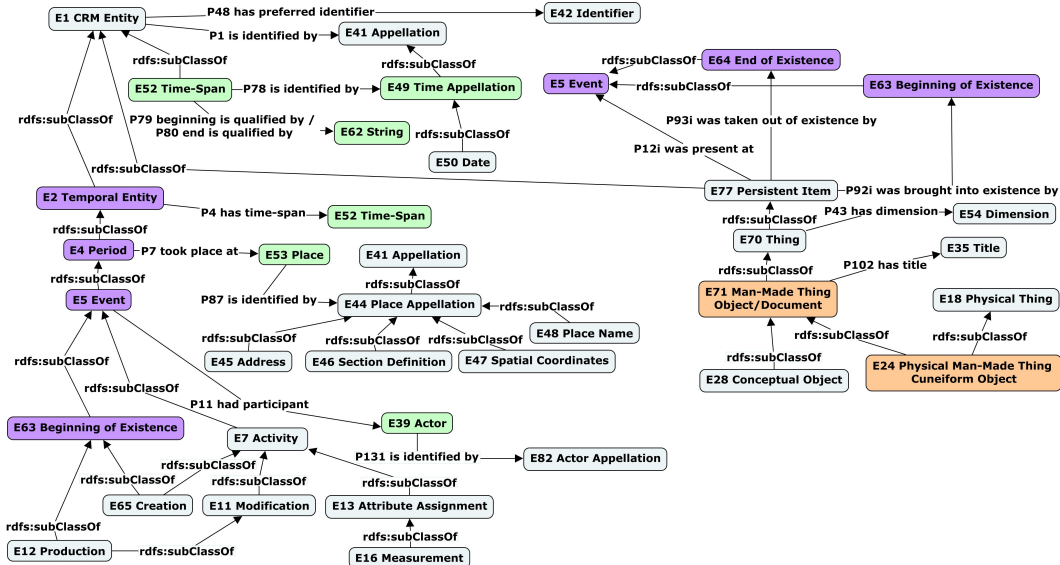 E1 CRM Entity
P48 has preferred identifier
E42 Identifier
P1 is identified by
E41 Appellation
rdfs:subClassOf
rdfs:subClassOf
E52 Time-Span
P78 is identified by
E49 Time Appellation
rdfs:subClassOf
P79 beginning is qualified by /
P80 end is qualified by
E62 String
rdfs:subClassOf
E50 Date
rdfs:subClassOf
E2 Temporal Entity
P4 has time-span
E52 Time-Span
rdfs:subClassOf
E4 Period
P7 took place at
E53 Place
E41 Appellation
rdfs:subClassOf
rdfs:subClassOf
E5 Event
P87 is identified by
E44 Place Appellation
rdfs:subClassOf
E48 Place Name
rdfs:subClassOf
rdfs:subClassOf
rdfs:subClassOf
rdfs:subClassOf
E45 Address
E46 Section Definition
E47 Spatial Coordinates
rdfs:subClassOf
P11 had participant
E63 Beginning of Existence
E7 Activity
E39 Actor
P131 is identified by
E82 Actor Appellation
rdfs:subClassOf
rdfs:subClassOf
rdfs:subClassOf
rdfs:subClassOf
E65 Creation
E11 Modification
E13 Attribute Assignment
rdfs:subClassOf
rdfs:subClassOf
E12 Production
rdfs:subClassOf
E16 Measurement
E64 End of Existence
rdfs:subClassOf
E5 Event
rdfs:subClassOf
E63 Beginning of Existence
P93i was taken out of existence by
P12i was present at
E77 Persistent Item
P92i was brought into existence by
rdfs:subClassOf
P43 has dimension
E54 Dimension
E70 Thing
E35 Title
rdfs:subClassOf
P102 has title
E71 Man-Made Thing
Object/Document
E18 Physical Thing
rdfs:subClassOf
rdfs:subClassOf
rdfs:subClassOf
E28 Conceptual Object
E24 Physical Man-Made Thing
Cuneiform Object